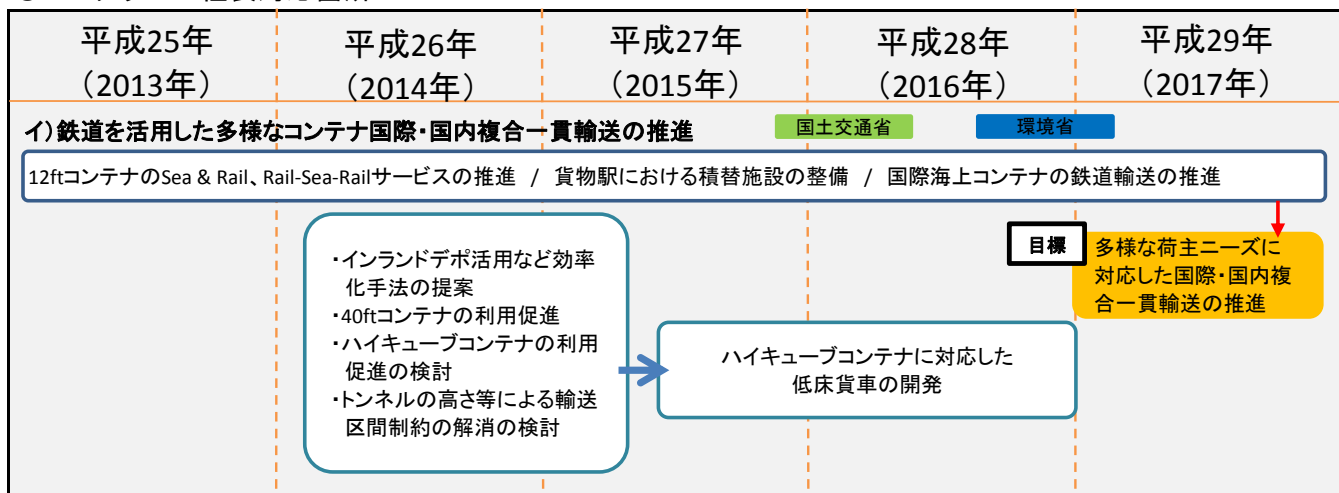 平成25年
（2013年）
平成26年
（2014年）
平成27年
（2015年）
平成28年
（2016年）
平成29年
（2017年）
イ）鉄道を活用した多様なコンテナ国際・国内複合一貫輸送の推進
国土交通省
環境省
12ftコンテナのSea & Rail、Rail-Sea-Railサービスの推進 / 貨物駅における積替施設の整備 / 国際海上コンテナの鉄道輸送の推進
・インランドデポ活用など効率
化手法の提案
・40ftコンテナの利用促進
・ハイキューブコンテナの利用
促進の検討
・トンネルの高さ等による輸送
区間制約の解消の検討
ハイキューブコンテナに対応した
低床貨車の開発
目標
多様な荷主ニーズに
対応した国際・国内複
合一貫輸送の推進